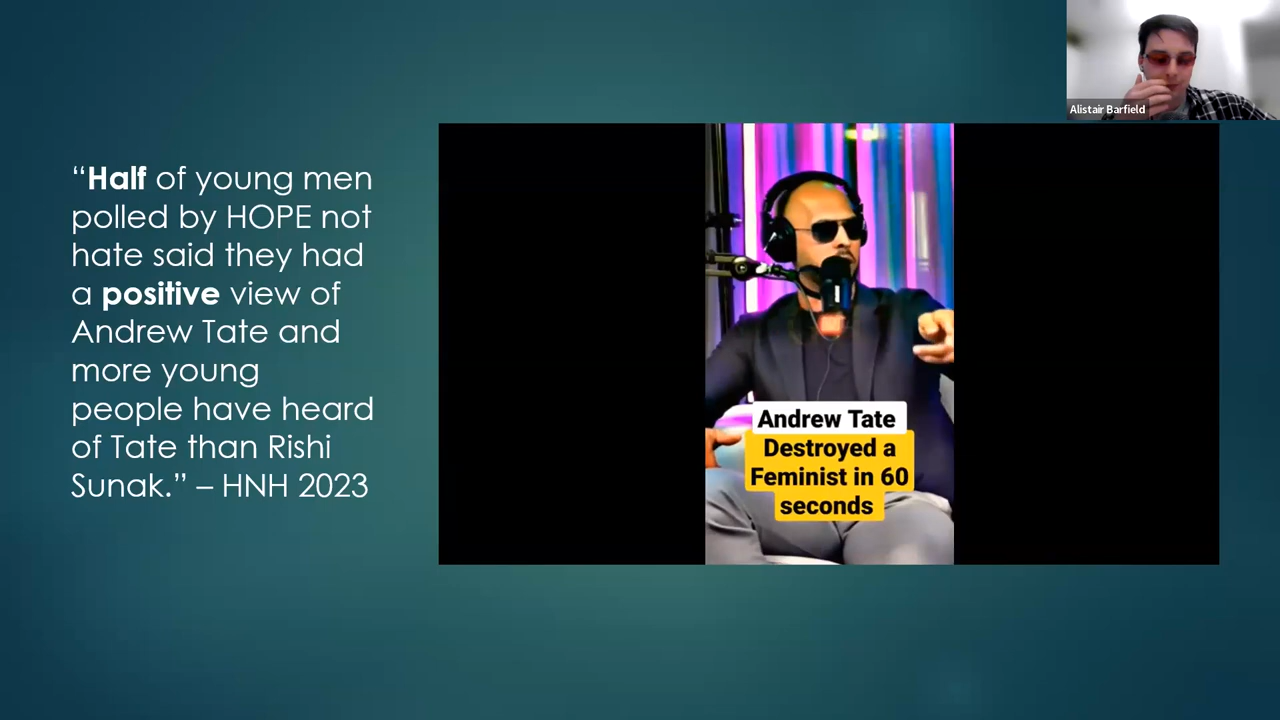 “Half of young men
polled by HOPE not
hate said they had
a positive view of
Andrew Tate and
more young
people have heard
of Tate than Rishi
Sunak.” – HNH 2023
Andrew Tate
Destroyed a
Feminist in 60
seconds
Alistair Barfield